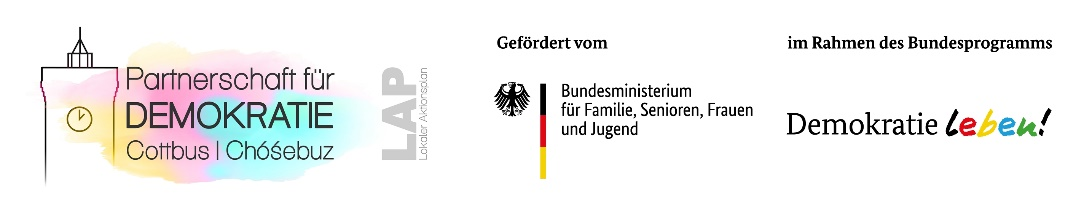 Partnerschaft für
DEMOKRATIE
Cottbus | Chóśebuz
LAP
Lokaler Aktionsplan
Gefördert vom
Bundesministerium
für Familie, Senioren, Frauen
und Jugend
im Rahmen des Bundesprogramms
Demokratie leben!